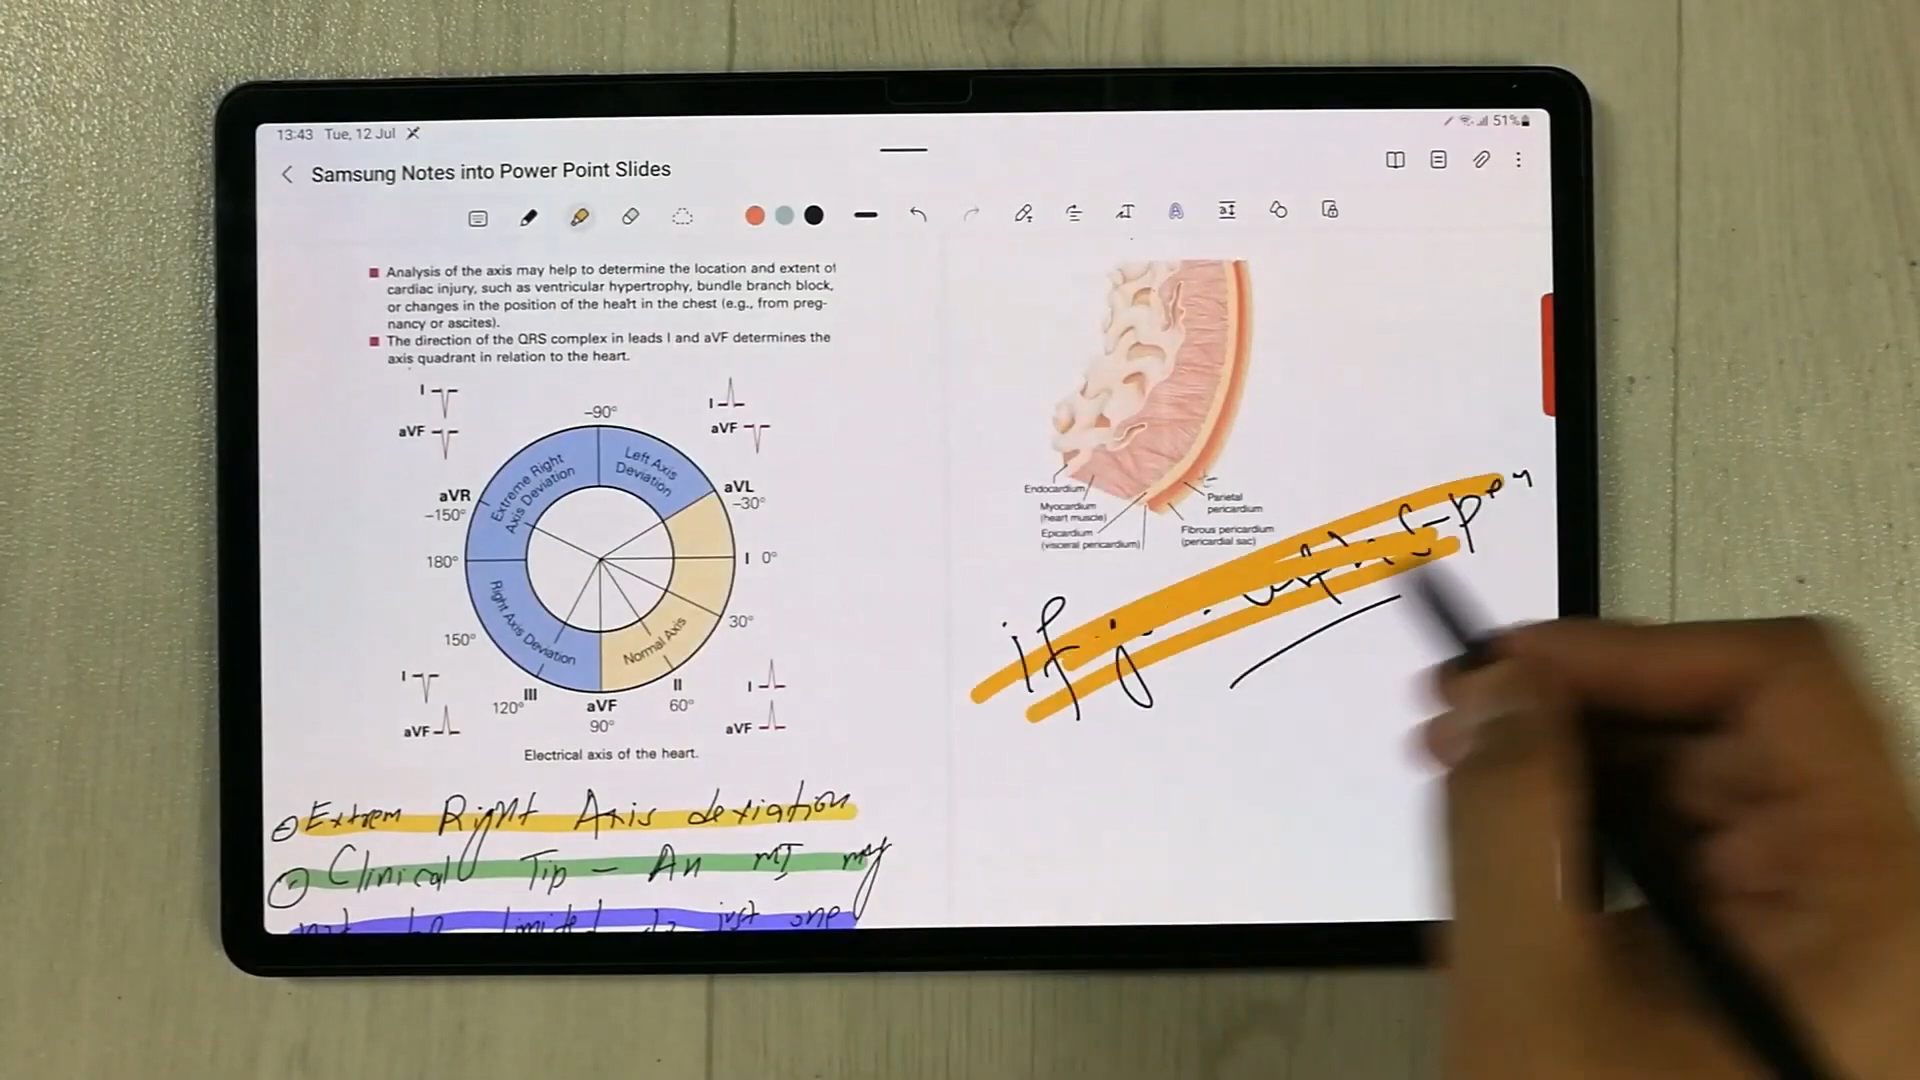 13:43 Tue, 12 Jul
51%
Samsung Notes into Power Point Slides
Analysis of the axis may help to determine the location and extent of
cardiac injury, such as ventricular hypertrophy, bundle branch block,
or changes in the position of the heart in the chest (e.g., from preg-
nancy or ascites).
The direction of the QRS complex in leads I and aVF determines the
axis quadrant in relation to the heart.
I
aVF
–90°
I
aVF
Extreme Right
Axis Deviation
Left Axis
Deviation
aVR
–150°
aVL
–30°
180°
I 0°
150°
Right Axis Deviation
Normal Axis
30°
I
aVF
120°
III
aVF
90°
II
60°
I
aVF
Electrical axis of the heart.
Extrem Right Axis deviation
Clinical Tip – An MI may
not be limited to just one
Endocardium
Myocardium
(heart muscle)
Epicardium
(visceral pericardium)
Parietal
pericardium
Fibrous pericardium
(pericardial sac)
if S-pen